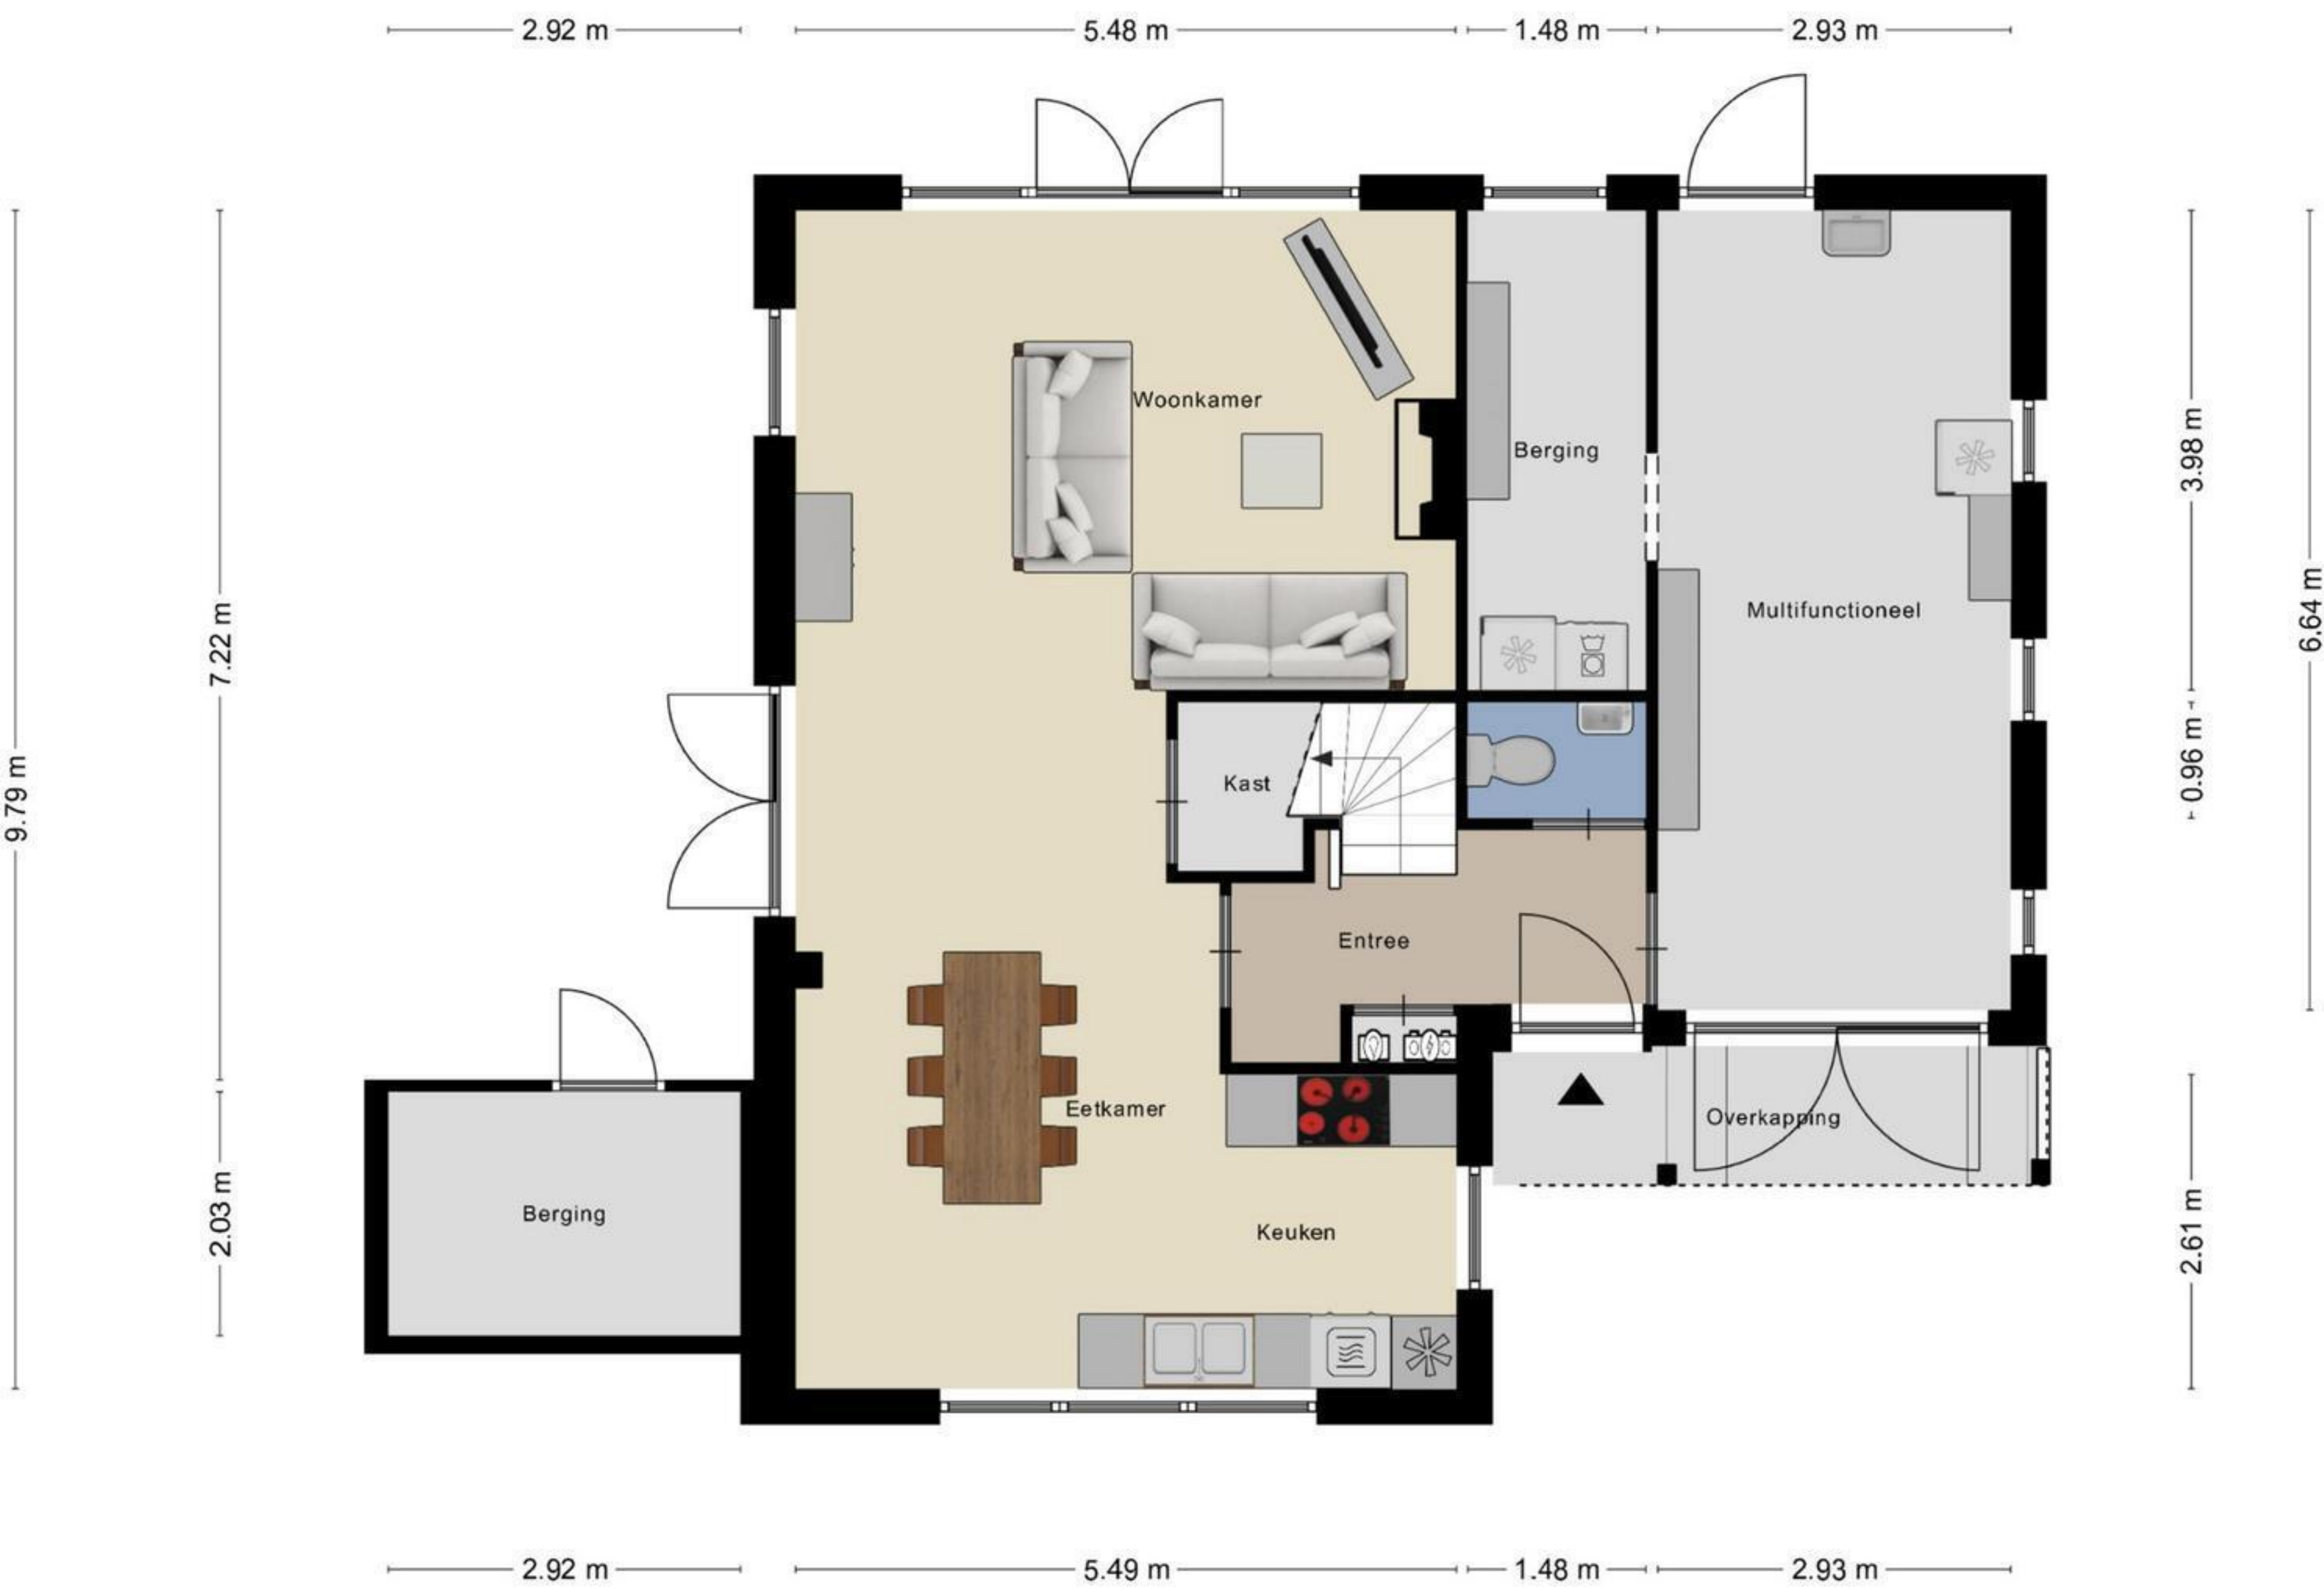 2.92 m
5.48 m
1.48 m
2.93 m
Woonkamer
Berging
3.98 m
6.64 m
7.22 m
Multifunctioneel
9.79 m
0.96 m
Kast
Entree
Eetkamer
Overkapping
2.03 m
Berging
Keuken
2.61 m
2.92 m
5.49 m
1.48 m
2.93 m